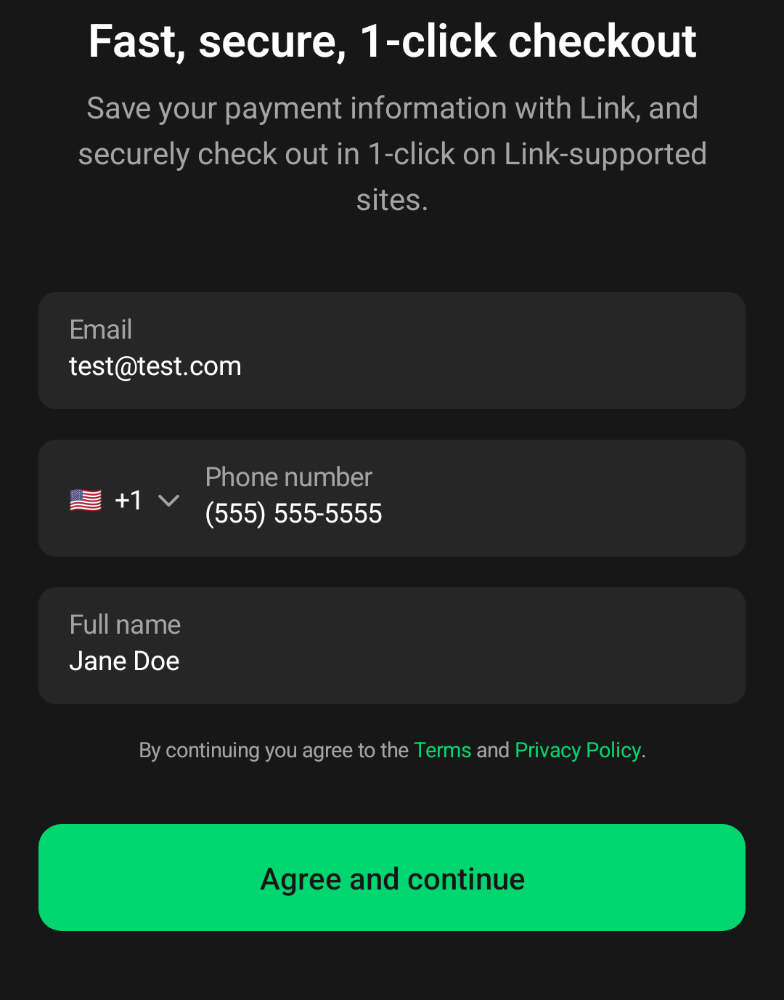 Fast, secure, 1-click checkout
Save your payment information with Link, and
securely check out in 1-click on Link-supported
sites.
Email
test@test.com
+1
Phone number
(555) 555-5555
Full name
Jane Doe
By continuing you agree to the Terms and Privacy Policy.
Agree and continue